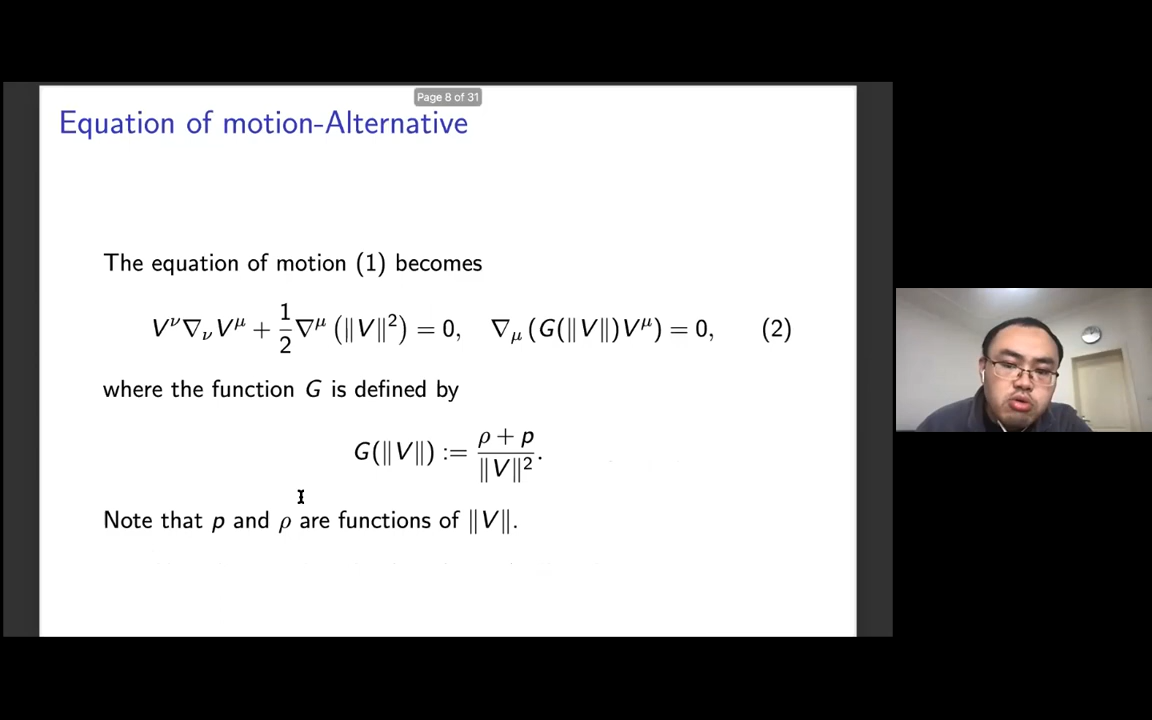 Page 8 of 31
Equation of motion-Alternative
The equation of motion (1) becomes
V^ν∇_νV^μ + 1/2 ∇^μ (‖V‖²) = 0, ∇_μ (G(‖V‖)V^μ) = 0, (2)
where the function G is defined by
G(‖V‖) := (ρ + p)/‖V‖².
Note that p and ρ are functions of ‖V‖.